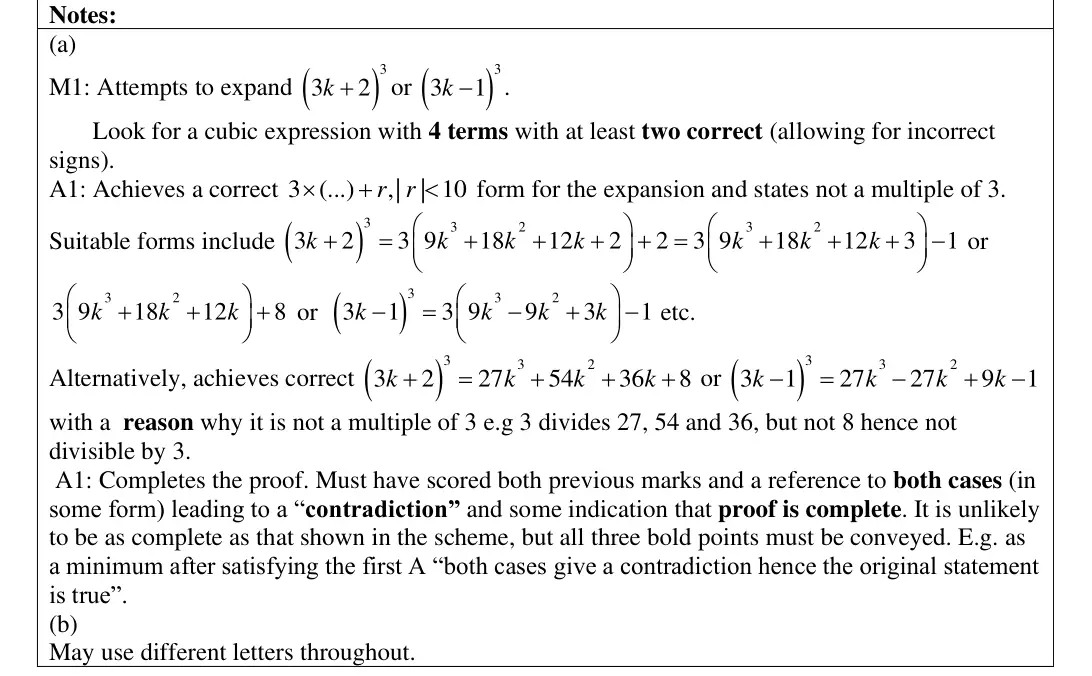 Notes:
(a)
M1: Attempts to expand (3k + 2)³ or (3k − 1)³.
Look for a cubic expression with 4 terms with at least two correct (allowing for incorrect
signs).
A1: Achieves a correct 3×(...) + r, | r |< 10 form for the expansion and states not a multiple of 3.
Suitable forms include (3k + 2)³ = 3(9k³ + 18k² + 12k + 2) + 2 = 3(9k³ + 18k² + 12k + 3) − 1 or
3(9k³ + 18k² + 12k) + 8 or (3k − 1)³ = 3(9k³ − 9k² + 3k) − 1 etc.
Alternatively, achieves correct (3k + 2)³ = 27k³ + 54k² + 36k + 8 or (3k − 1)³ = 27k³ − 27k² + 9k − 1
with a reason why it is not a multiple of 3 e.g 3 divides 27, 54 and 36, but not 8 hence not
divisible by 3.
A1: Completes the proof. Must have scored both previous marks and a reference to both cases (in
some form) leading to a “contradiction” and some indication that proof is complete. It is unlikely
to be as complete as that shown in the scheme, but all three bold points must be conveyed. E.g. as
a minimum after satisfying the first A “both cases give a contradiction hence the original statement
is true”.
(b)
May use different letters throughout.